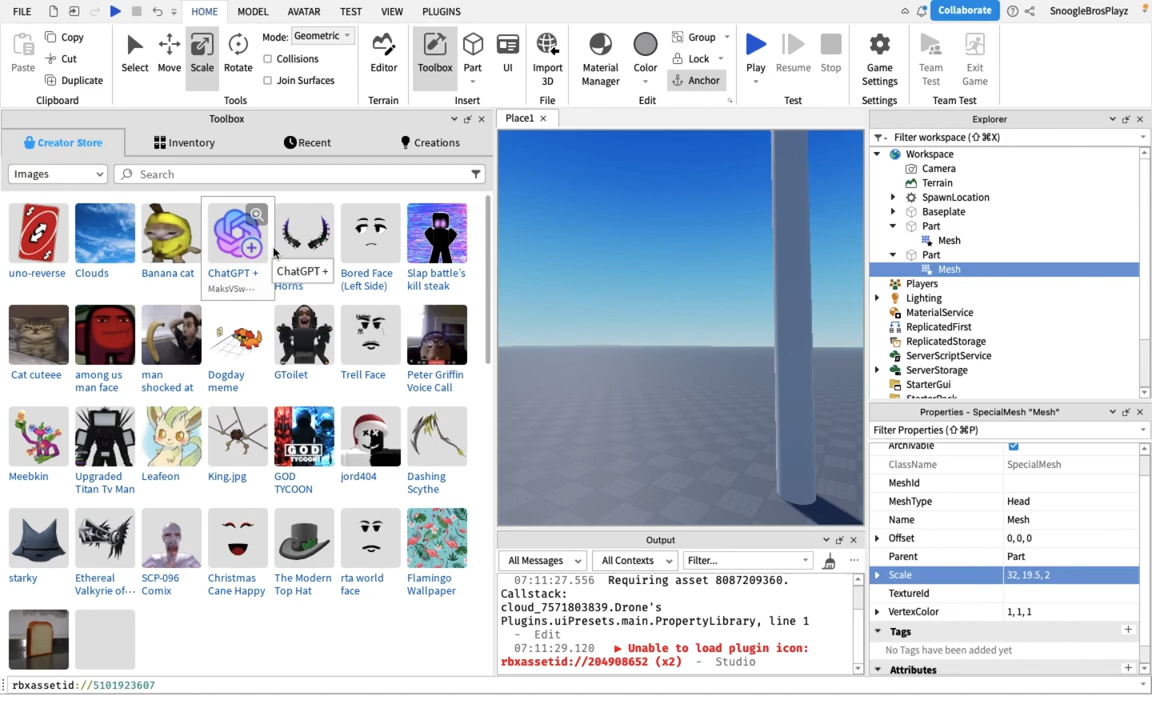 FILE HOME MODEL AVATAR TEST VIEW PLUGINS Collaborate SnoogleBrosPlayz
Paste Copy Cut Duplicate
Clipboard
Select Move Scale Rotate
Mode: Geometric
Collisions
Join Surfaces
Tools
Editor
Terrain
Toolbox Part UI
Insert
Import 3D
File
Material Manager
Color
Group
Lock
Anchor
Edit
Play Resume Stop
Test
Game Settings
Settings
Team Test
Exit Game
Team Test
Toolbox
Creator Store Inventory Recent Creations
Images Search
uno-reverse Clouds Banana cat ChatGPT + Horns Bored Face (Left Side) Slap battle's kill steak
MaksVSw...
ChatGPT +
Cat cuteee among us man face man shocked at Dogday meme GToilet Trell Face Peter Griffin Voice Call
GOD
TYCOON
Meebkin Upgraded Titan Tv Man Leafeon King.jpg GOD TYCOON jord404 Dashing Scythe
starky Ethereal Valkyrie of... SCP-096 Comix Christmas Cane Happy The Modern Top Hat rta world face Flamingo Wallpaper
rbxassetid://5101923607
Place1
Output
All Messages All Contexts Filter...
07:11:27.556 Requiring asset 8087209360.
Callstack:
cloud_7571803839.Drone's
Plugins.uiPresets.main.PropertyLibrary, line 1
- Edit
07:11:29.120 ▶ Unable to load plugin icon:
rbxassetid://204908652 (x2) - Studio
Explorer
Filter workspace (⇧⌘X)
Workspace
Camera
Terrain
SpawnLocation
Baseplate
Part
Mesh
Part
Mesh
Players
Lighting
MaterialService
ReplicatedFirst
ReplicatedStorage
ServerScriptService
ServerStorage
StarterGui
StarterPack
Properties - SpecialMesh "Mesh"
Filter Properties (⇧⌘P)
Archivable
ClassName SpecialMesh
MeshId
MeshType Head
Name Mesh
Offset 0, 0, 0
Parent Part
Scale 32, 19.5, 2
TextureId
VertexColor 1, 1, 1
Tags
No Tags have been added yet
Attributes